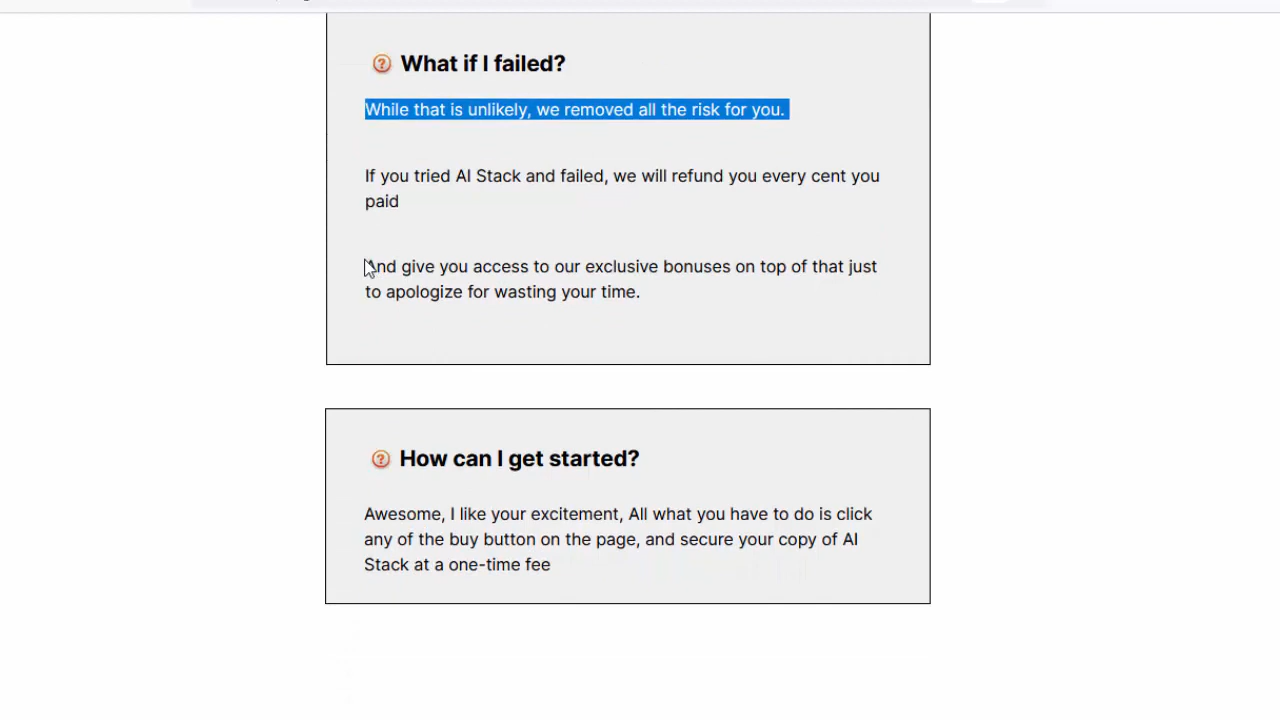 What if I failed?
While that is unlikely, we removed all the risk for you.
If you tried AI Stack and failed, we will refund you every cent you
paid
And give you access to our exclusive bonuses on top of that just
to apologize for wasting your time.
How can I get started?
Awesome, I like your excitement, All what you have to do is click
any of the buy button on the page, and secure your copy of AI
Stack at a one-time fee